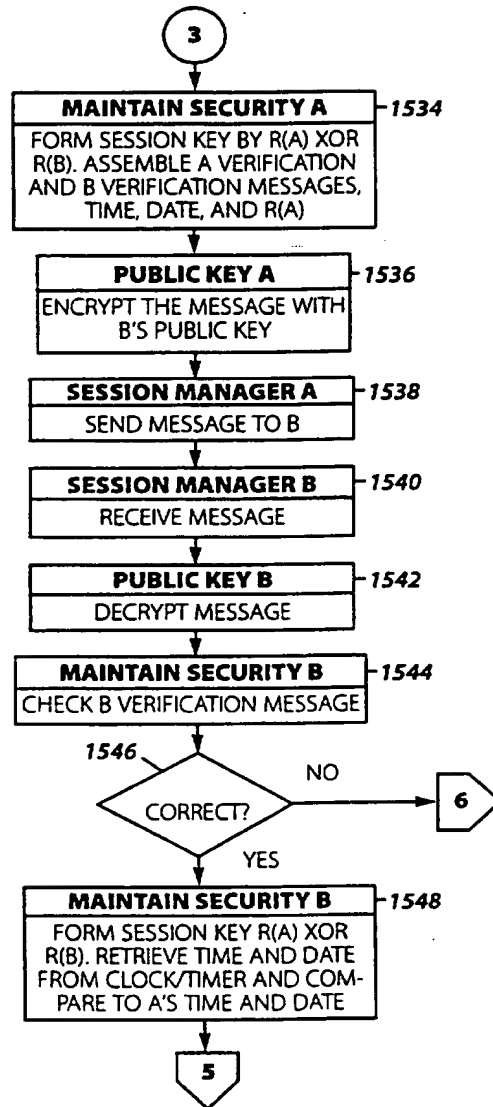 3
MAINTAIN SECURITY A
1534
FORM SESSION KEY BY R(A) XOR
R(B). ASSEMBLE A VERIFICATION
AND B VERIFICATION MESSAGES,
TIME, DATE, AND R(A)
PUBLIC KEY A
1536
ENCRYPT THE MESSAGE WITH
B'S PUBLIC KEY
SESSION MANAGER A
1538
SEND MESSAGE TO B
SESSION MANAGER B
1540
RECEIVE MESSAGE
PUBLIC KEY B
1542
DECRYPT MESSAGE
MAINTAIN SECURITY B
1544
CHECK B VERIFICATION MESSAGE
1546
CORRECT?
NO
6
YES
MAINTAIN SECURITY B
1548
FORM SESSION KEY R(A) XOR
R(B). RETRIEVE TIME AND DATE
FROM CLOCK/TIMER AND COM-
PARE TO A'S TIME AND DATE
5